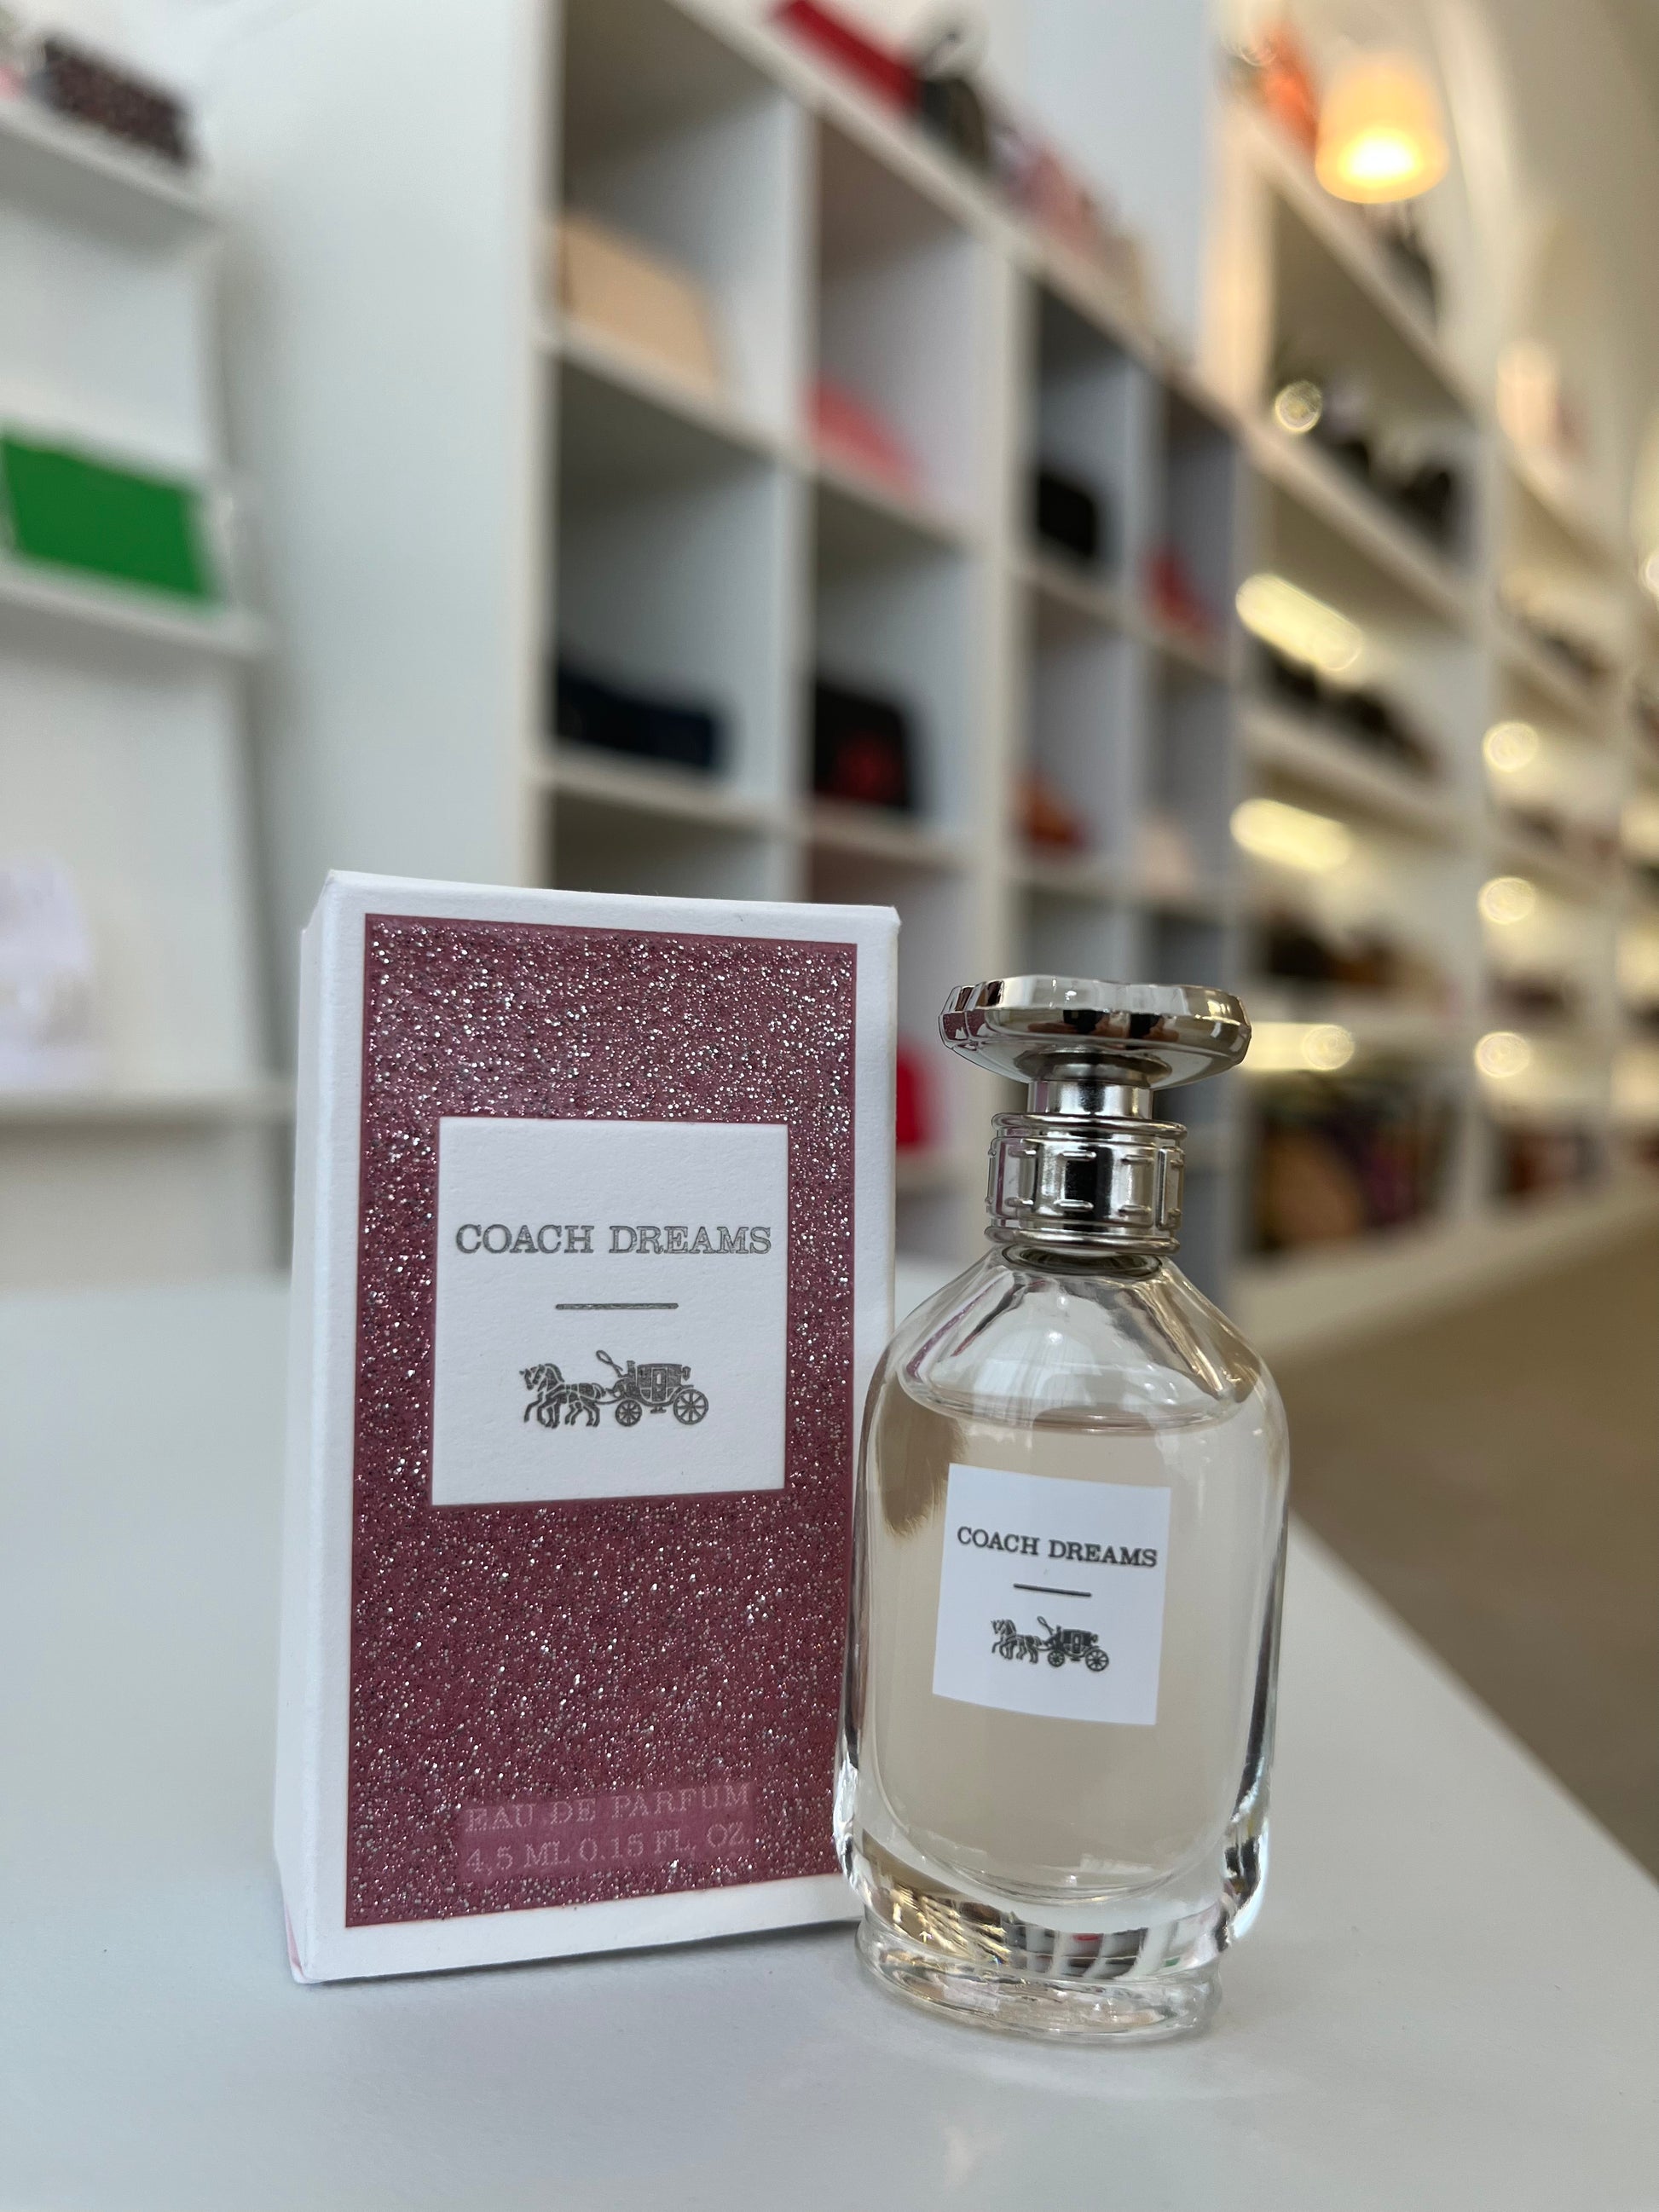 COACH DREAMS
EAU DE PARFUM
4,5 ML 0.15 FL. OZ.
COACH DREAMS